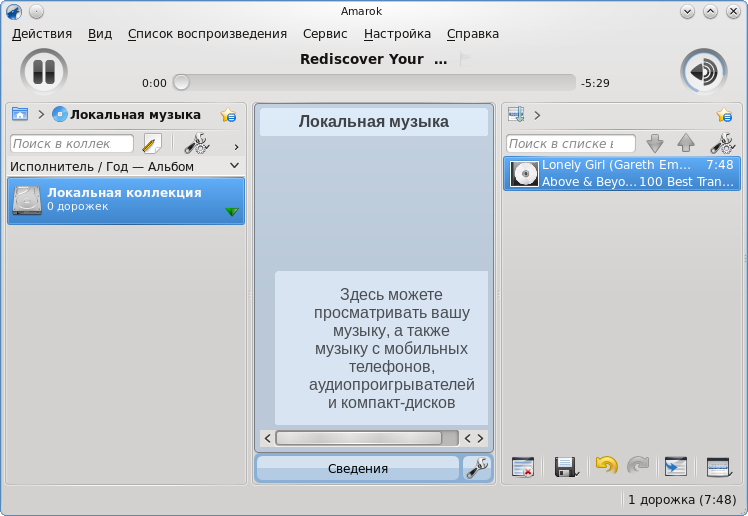 Amarok
Действия Вид Список воспроизведения Сервис Настройка Справка
Rediscover Your ...
0:00 -5:29
Локальная музыка
Поиск в коллек
Исполнитель / Год — Альбом
Локальная коллекция
0 дорожек
Локальная музыка
Здесь можете
просматривать вашу
музыку, а также
музыку с мобильных
телефонов,
аудиопроигрывателей
и компакт-дисков
Сведения
Поиск в списке
Lonely Girl (Gareth Em... 7:48
Above & Beyo... 100 Best Tran...
1 дорожка (7:48)